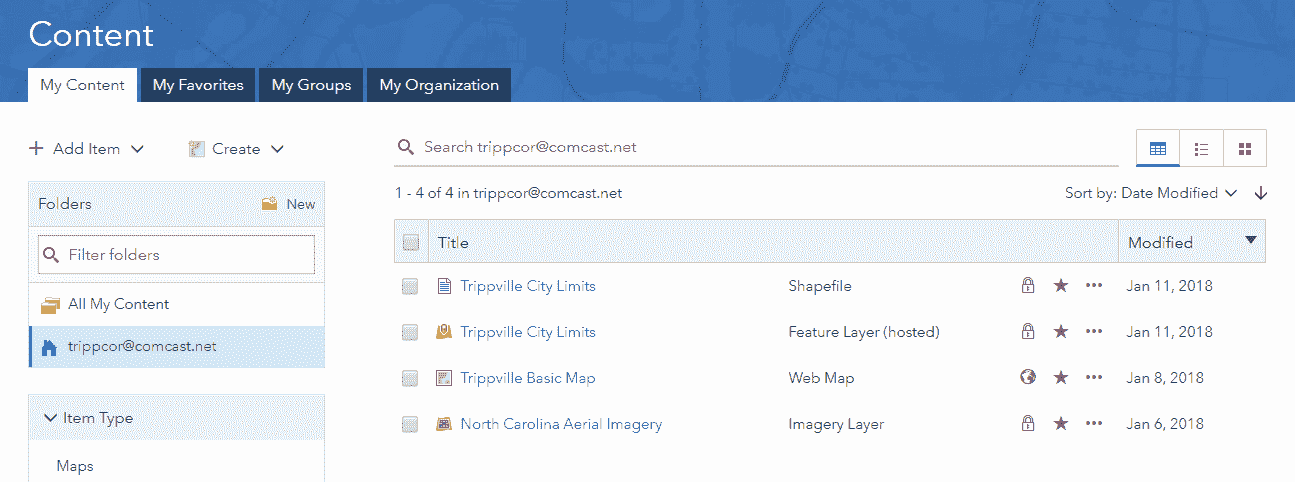 Content
My Content My Favorites My Groups My Organization
Add Item Create
Search trippcor@comcast.net
1 - 4 of 4 in trippcor@comcast.net Sort by: Date Modified
Folders New
Filter folders
All My Content
trippcor@comcast.net
Item Type
Maps
Title Modified
Trippville City Limits Shapefile Jan 11, 2018
Trippville City Limits Feature Layer (hosted) Jan 11, 2018
Trippville Basic Map Web Map Jan 8, 2018
North Carolina Aerial Imagery Imagery Layer Jan 6, 2018